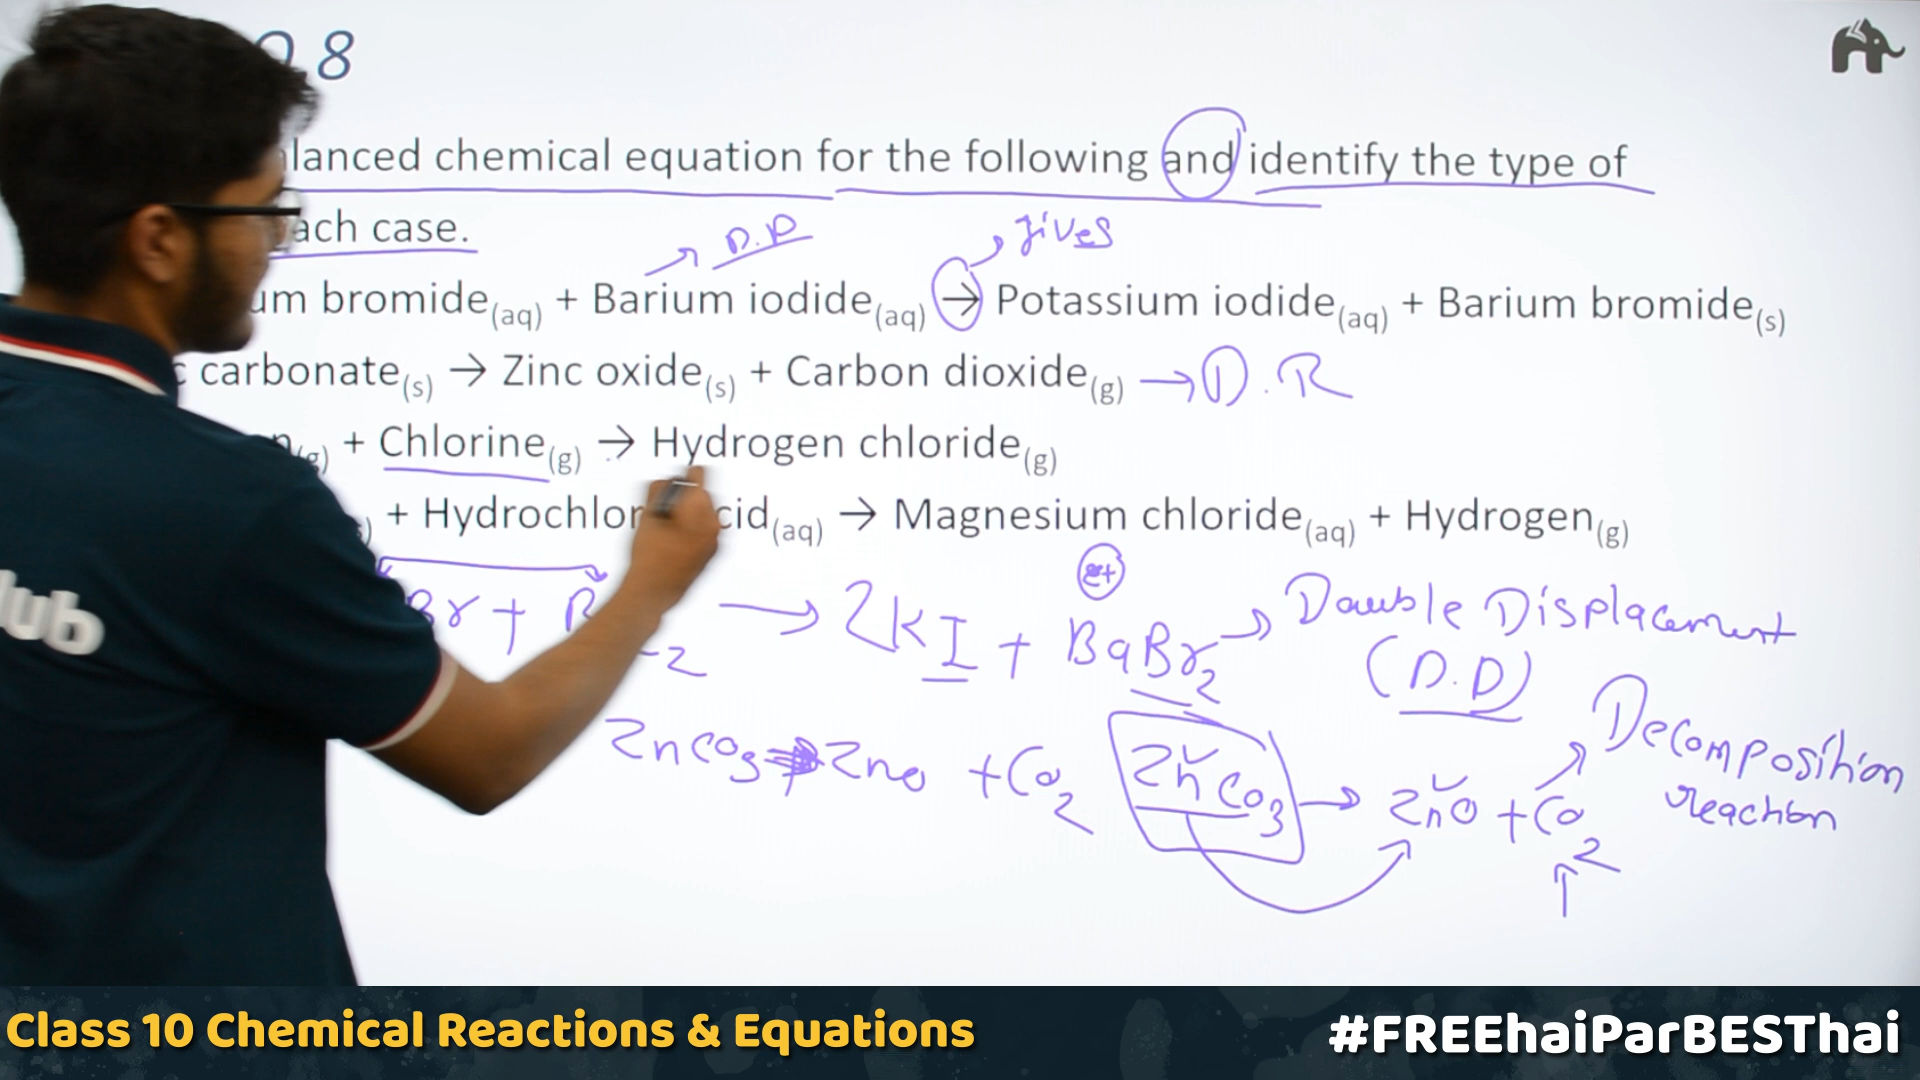 Q 8
lanced chemical equation for the following and identify the type of
ach case.
D.D
gives
um bromide(aq) + Barium iodide(aq) → Potassium iodide(aq) + Barium bromide(s)
carbonate(s) → Zinc oxide(s) + Carbon dioxide(g) → D.R
(g) + Chlorine(g) → Hydrogen chloride(g)
+ Hydrochlor cid(aq) → Magnesium chloride(aq) + Hydrogen(g)
Br + B 2 → 2KI + BaBr2 → Double Displacement
(D.D)
ZnCO3 → ZnO + CO2
ZnCO3 → ZnO + CO2
Decomposition
reaction
ub
Class 10 Chemical Reactions & Equations
#FREEhaiParBESThai